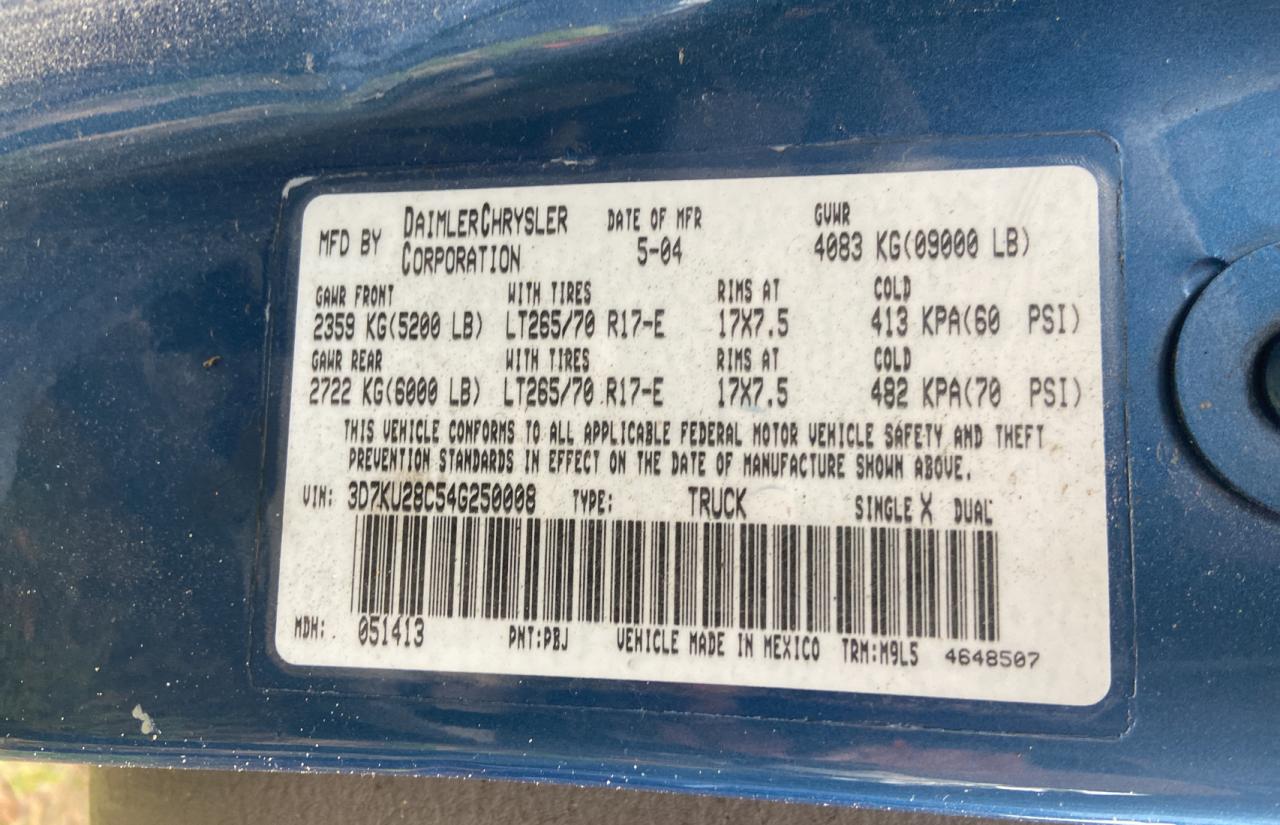 MFD BY DAIMLERCHRYSLER CORPORATION DATE OF MFR 5-04 GVWR 4083 KG(09000 LB)
GAWR FRONT WITH TIRES RIMS AT COLD
2359 KG(5200 LB) LT265/70 R17-E 17X7.5 413 KPA(60 PSI)
GAWR REAR WITH TIRES RIMS AT COLD
2722 KG(6000 LB) LT265/70 R17-E 17X7.5 482 KPA(70 PSI)
THIS VEHICLE CONFORMS TO ALL APPLICABLE FEDERAL MOTOR VEHICLE SAFETY AND THEFT
PREVENTION STANDARDS IN EFFECT ON THE DATE OF MANUFACTURE SHOWN ABOVE.
VIN: 3D7KU28C54G250008 TYPE: TRUCK SINGLE X DUAL
MDH: 051413 PNT:PBJ VEHICLE MADE IN MEXICO TRM:M9L5 4648507